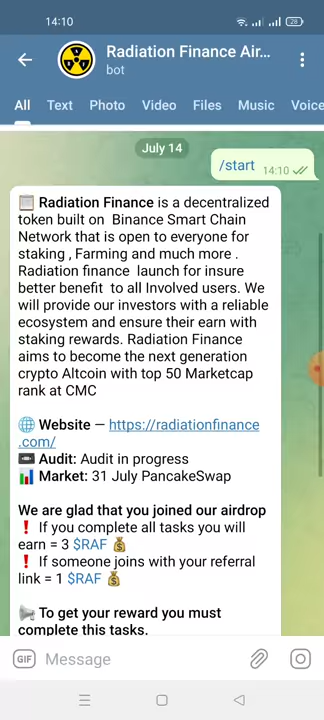 14:10
28
Radiation Finance Air...
bot
All Text Photo Video Files Music Voice
July 14
/start 14:10
Radiation Finance is a decentralized
token built on Binance Smart Chain
Network that is open to everyone for
staking , Farming and much more .
Radiation finance launch for insure
better benefit to all Involved users. We
will provide our investors with a reliable
ecosystem and ensure their earn with
staking rewards. Radiation Finance
aims to become the next generation
crypto Altcoin with top 50 Marketcap
rank at CMC
Website — https://radiationfinance
.com/
Audit: Audit in progress
Market: 31 July PancakeSwap
We are glad that you joined our airdrop
❗ If you complete all tasks you will
earn = 3 $RAF
❗ If someone joins with your referral
link = 1 $RAF
To get your reward you must
complete this tasks.
GIF Message